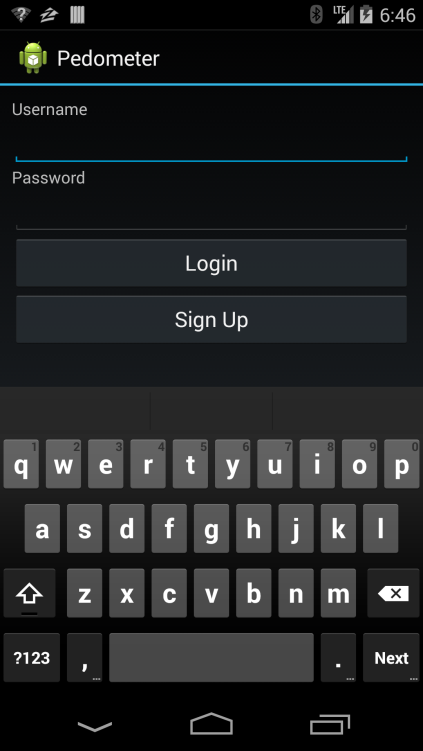 LTE 6:46
Pedometer
Username
Password
Login
Sign Up
1 2 3 4 5 6 7 8 9 0
q w e r t y u i o p
a s d f g h j k l
z x c v b n m
?123 , . Next